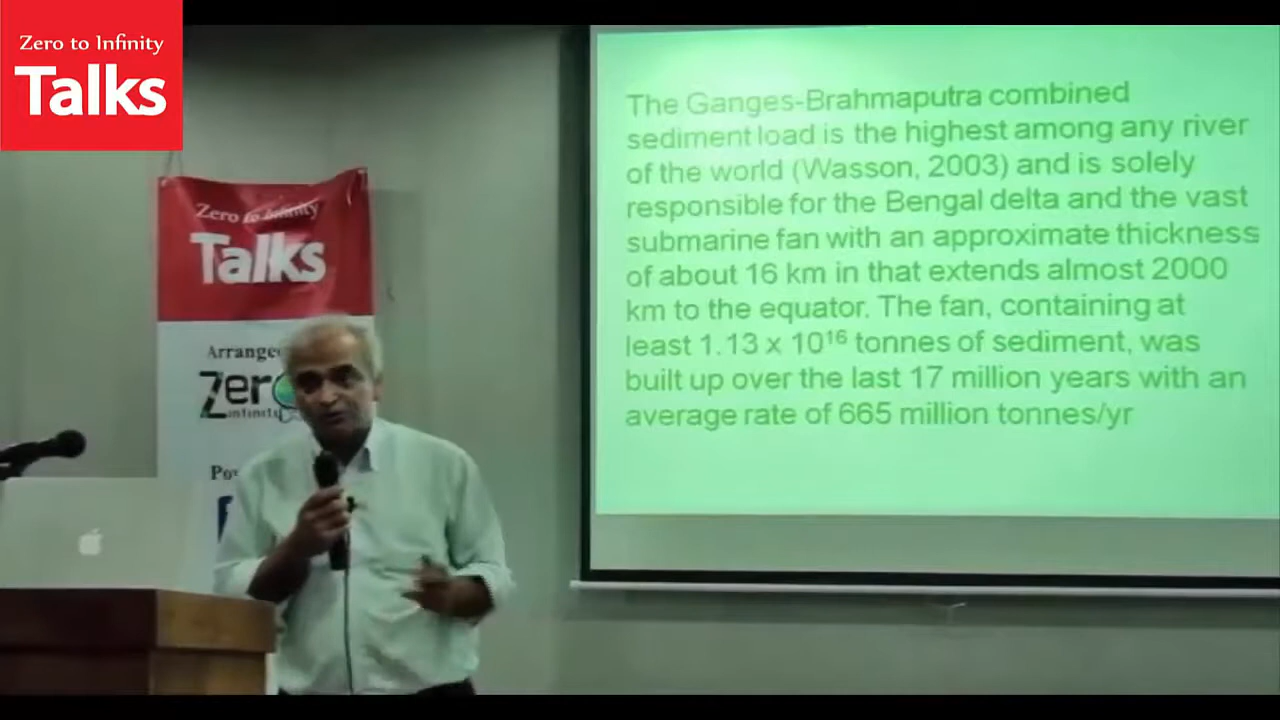 Zero to Infinity
Talks
Zero to Infinity
Talks
Arranged
Zero
infinity
The Ganges-Brahmaputra combined
sediment load is the highest among any river
of the world (Wasson, 2003) and is solely
responsible for the Bengal delta and the vast
submarine fan with an approximate thickness
of about 16 km in that extends almost 2000
km to the equator. The fan, containing at
least 1.13 x 10¹⁶ tonnes of sediment, was
built up over the last 17 million years with an
average rate of 665 million tonnes/yr